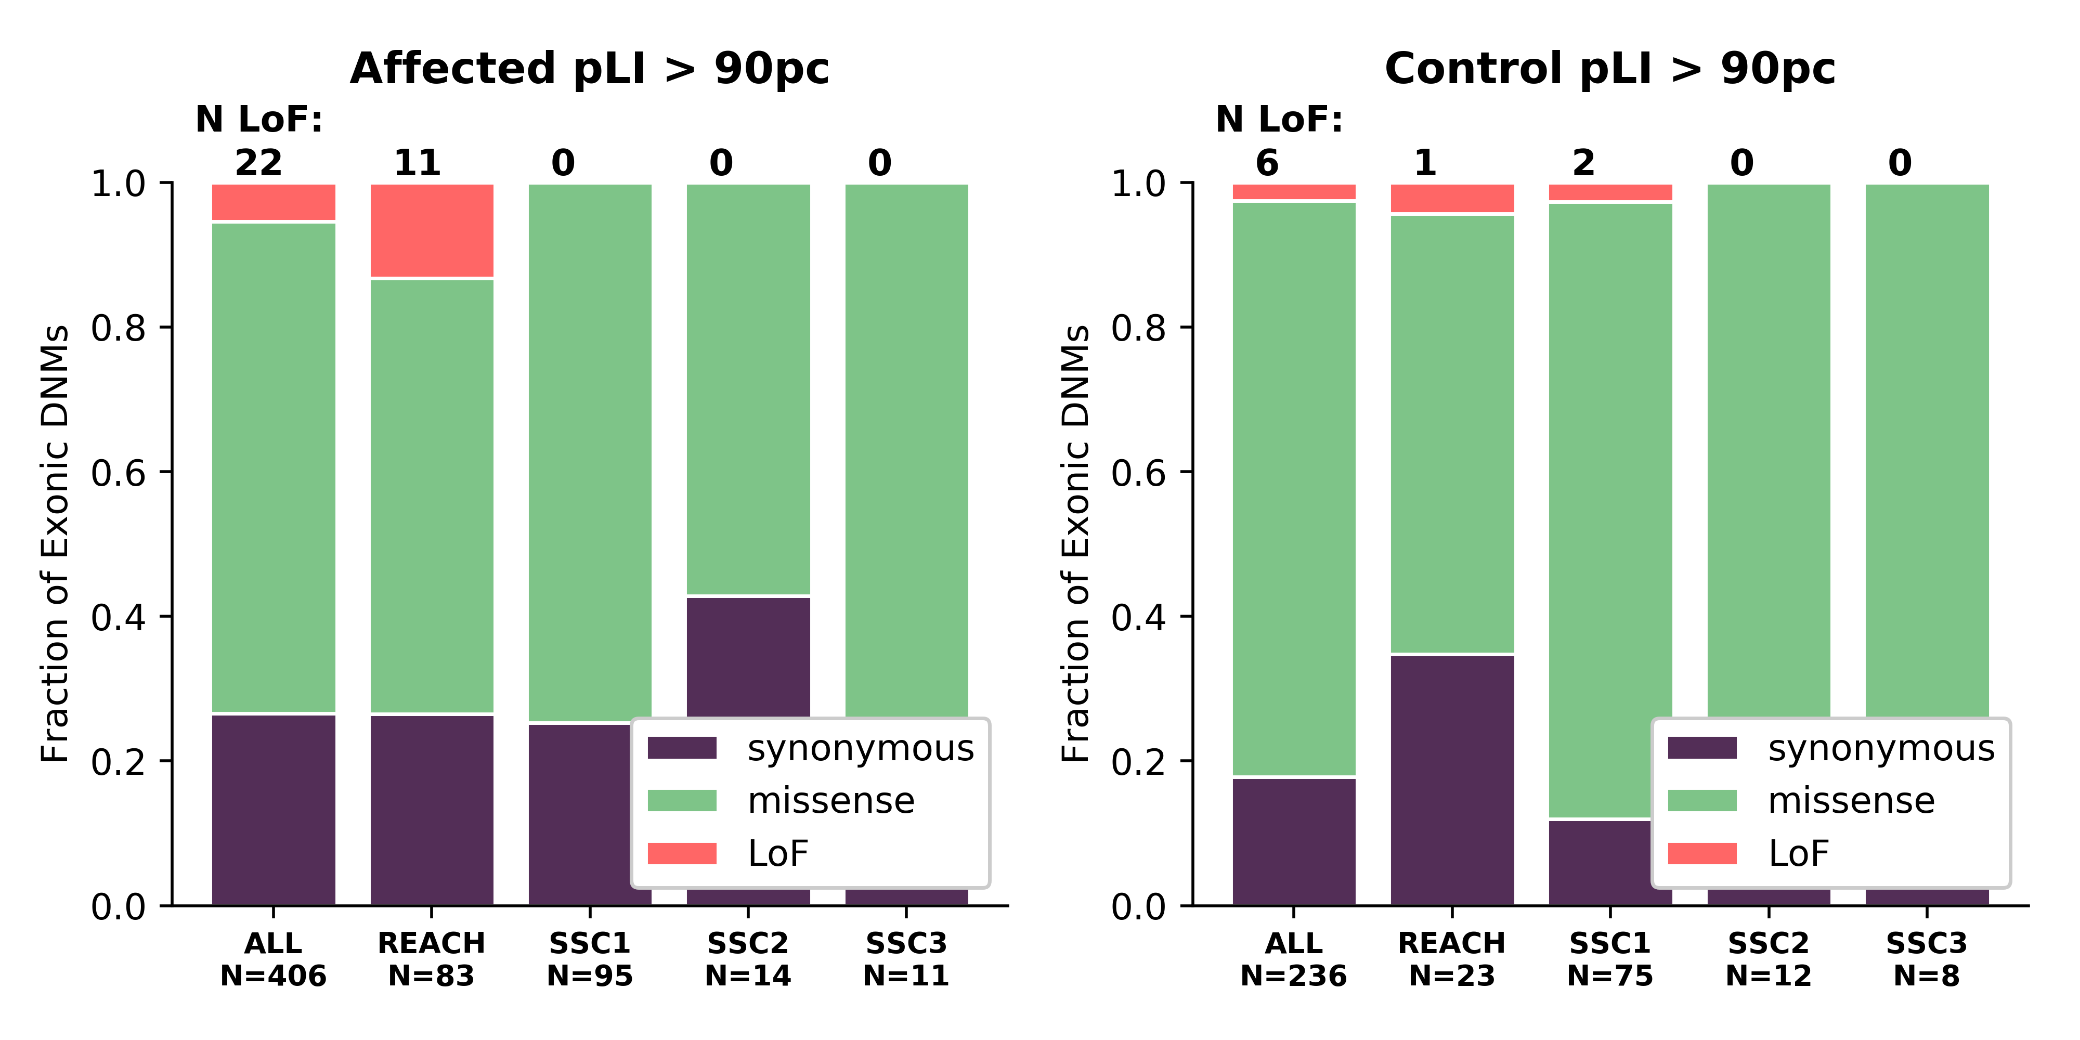 Affected pLI > 90pc
N LoF:
22 11 0 0 0
1.0
0.8
0.6
0.4
0.2
0.0
Fraction of Exonic DNMs
synonymous
missense
LoF
ALL REACH SSC1 SSC2 SSC3
N=406 N=83 N=95 N=14 N=11
Control pLI > 90pc
N LoF:
6 1 2 0 0
1.0
0.8
0.6
0.4
0.2
0.0
Fraction of Exonic DNMs
synonymous
missense
LoF
ALL REACH SSC1 SSC2 SSC3
N=236 N=23 N=75 N=12 N=8